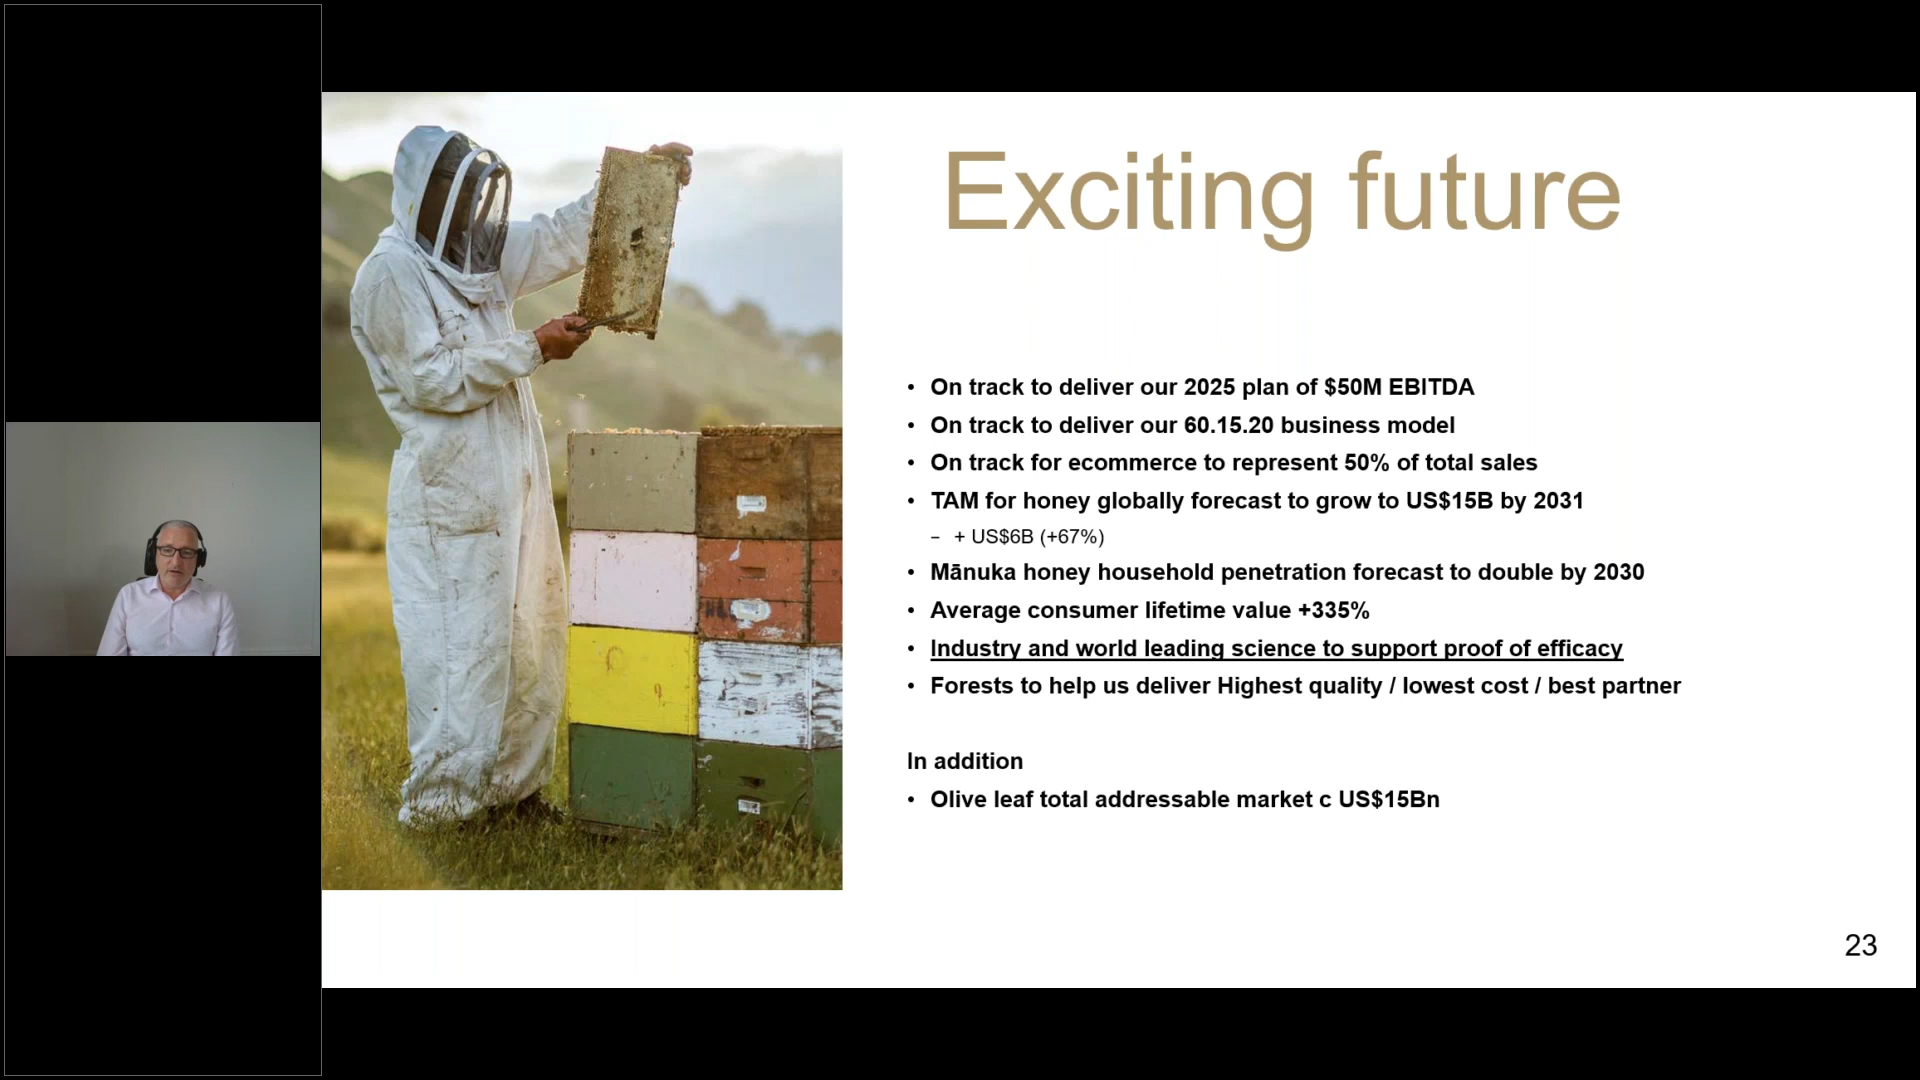 Exciting future
• On track to deliver our 2025 plan of $50M EBITDA
• On track to deliver our 60.15.20 business model
• On track for ecommerce to represent 50% of total sales
• TAM for honey globally forecast to grow to US$15B by 2031
– + US$6B (+67%)
• Mānuka honey household penetration forecast to double by 2030
• Average consumer lifetime value +335%
• Industry and world leading science to support proof of efficacy
• Forests to help us deliver Highest quality / lowest cost / best partner
In addition
• Olive leaf total addressable market c US$15Bn
23